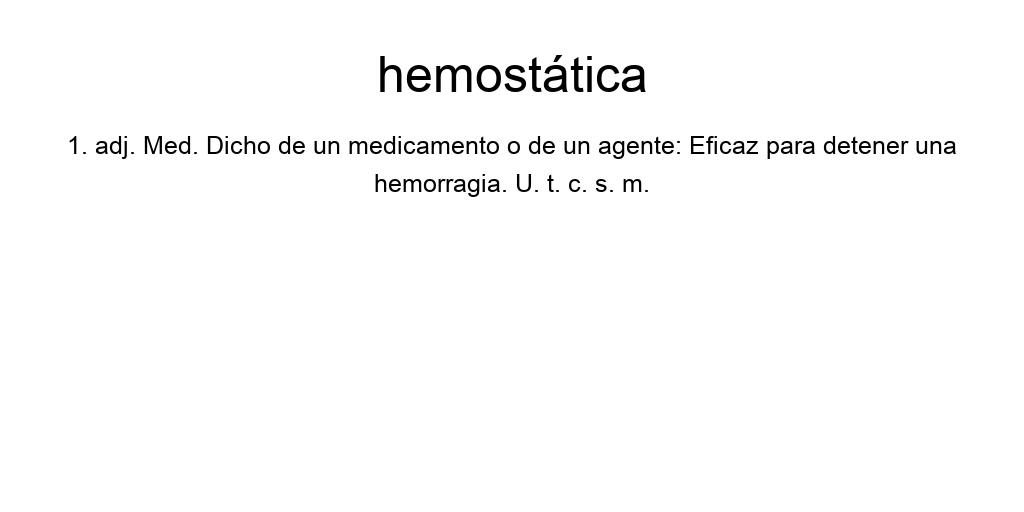 hemostática
1. adj. Med. Dicho de un medicamento o de un agente: Eficaz para detener una
hemorragia. U. t. c. s. m.